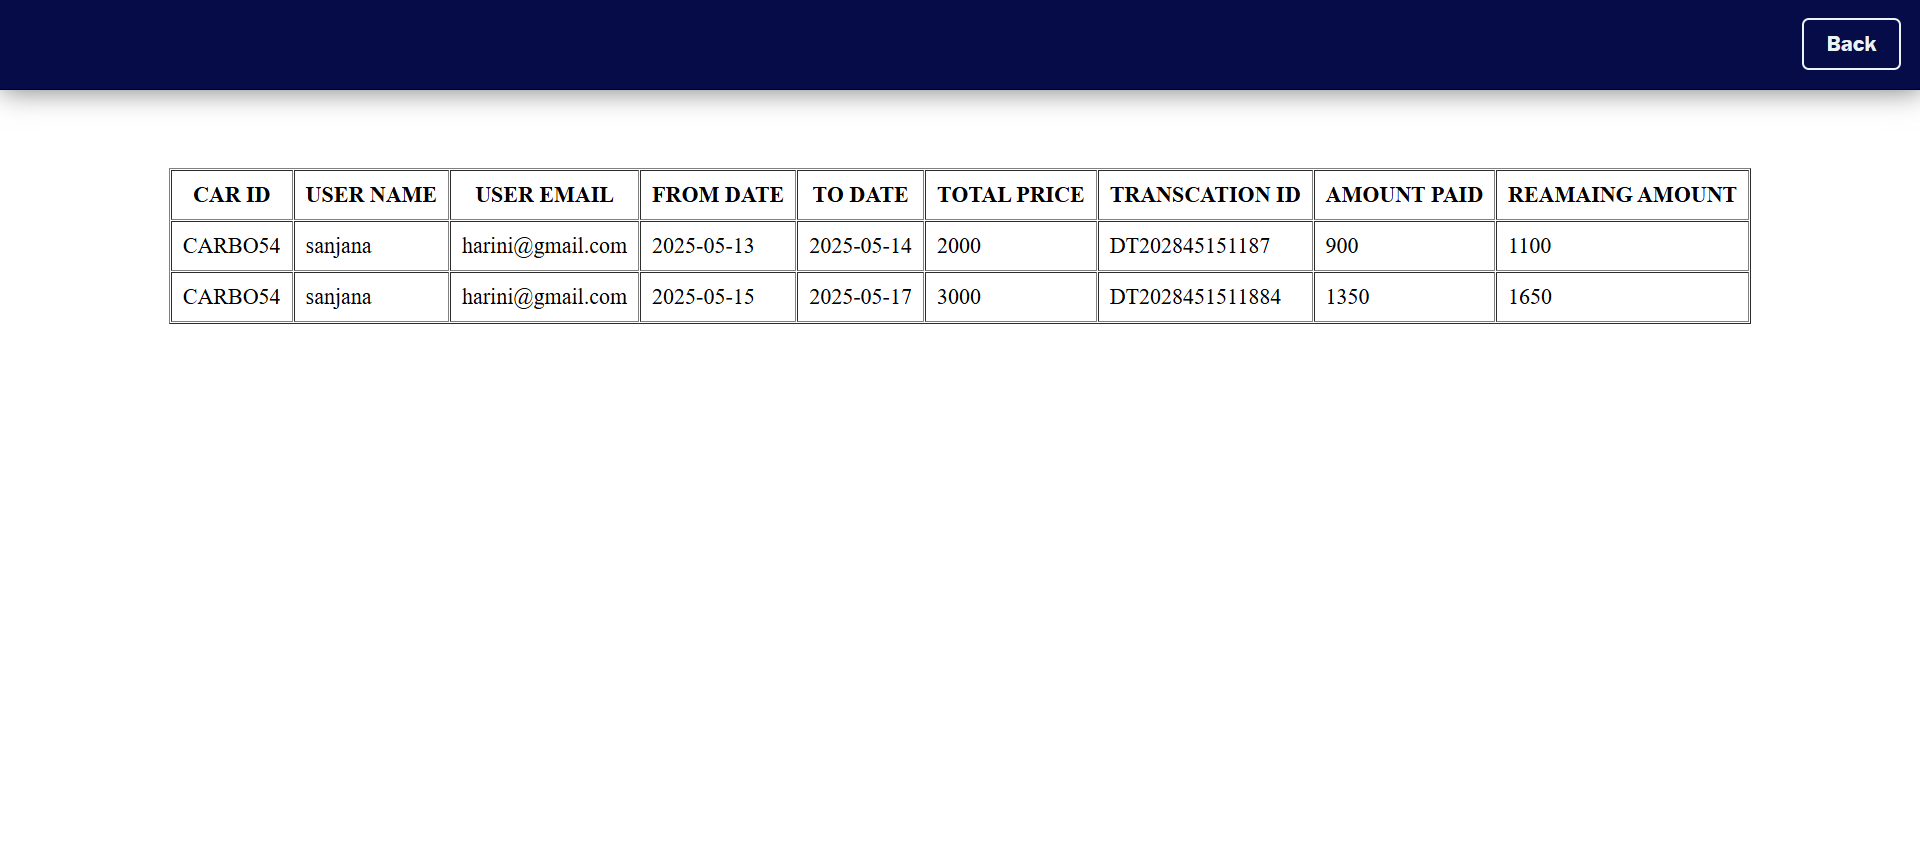 Back
CAR ID USER NAME USER EMAIL FROM DATE TO DATE TOTAL PRICE TRANSCATION ID AMOUNT PAID REAMAING AMOUNT
CARBO54 sanjana harini@gmail.com 2025-05-13 2025-05-14 2000 DT202845151187 900 1100
CARBO54 sanjana harini@gmail.com 2025-05-15 2025-05-17 3000 DT2028451511884 1350 1650